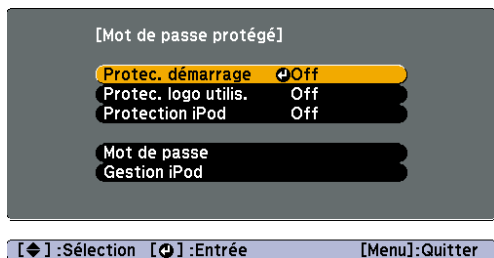 [Mot de passe protégé]
Protec. démarrage Off
Protec. logo utilis. Off
Protection iPod Off
Mot de passe
Gestion iPod
[ ] :Sélection [ ] :Entrée [Menu]:Quitter